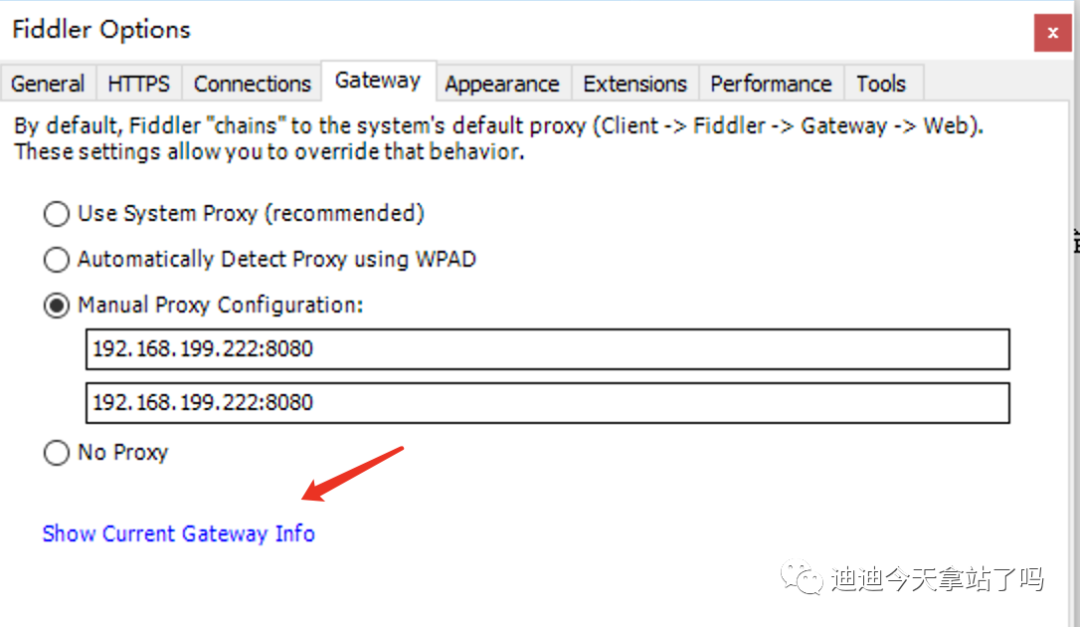 Fiddler Options
x
General HTTPS Connections Gateway Appearance Extensions Performance Tools
By default, Fiddler "chains" to the system's default proxy (Client -> Fiddler -> Gateway -> Web).
These settings allow you to override that behavior.
Use System Proxy (recommended)
Automatically Detect Proxy using WPAD
Manual Proxy Configuration:
192.168.199.222:8080
192.168.199.222:8080
No Proxy
Show Current Gateway Info
迪迪今天拿站了吗